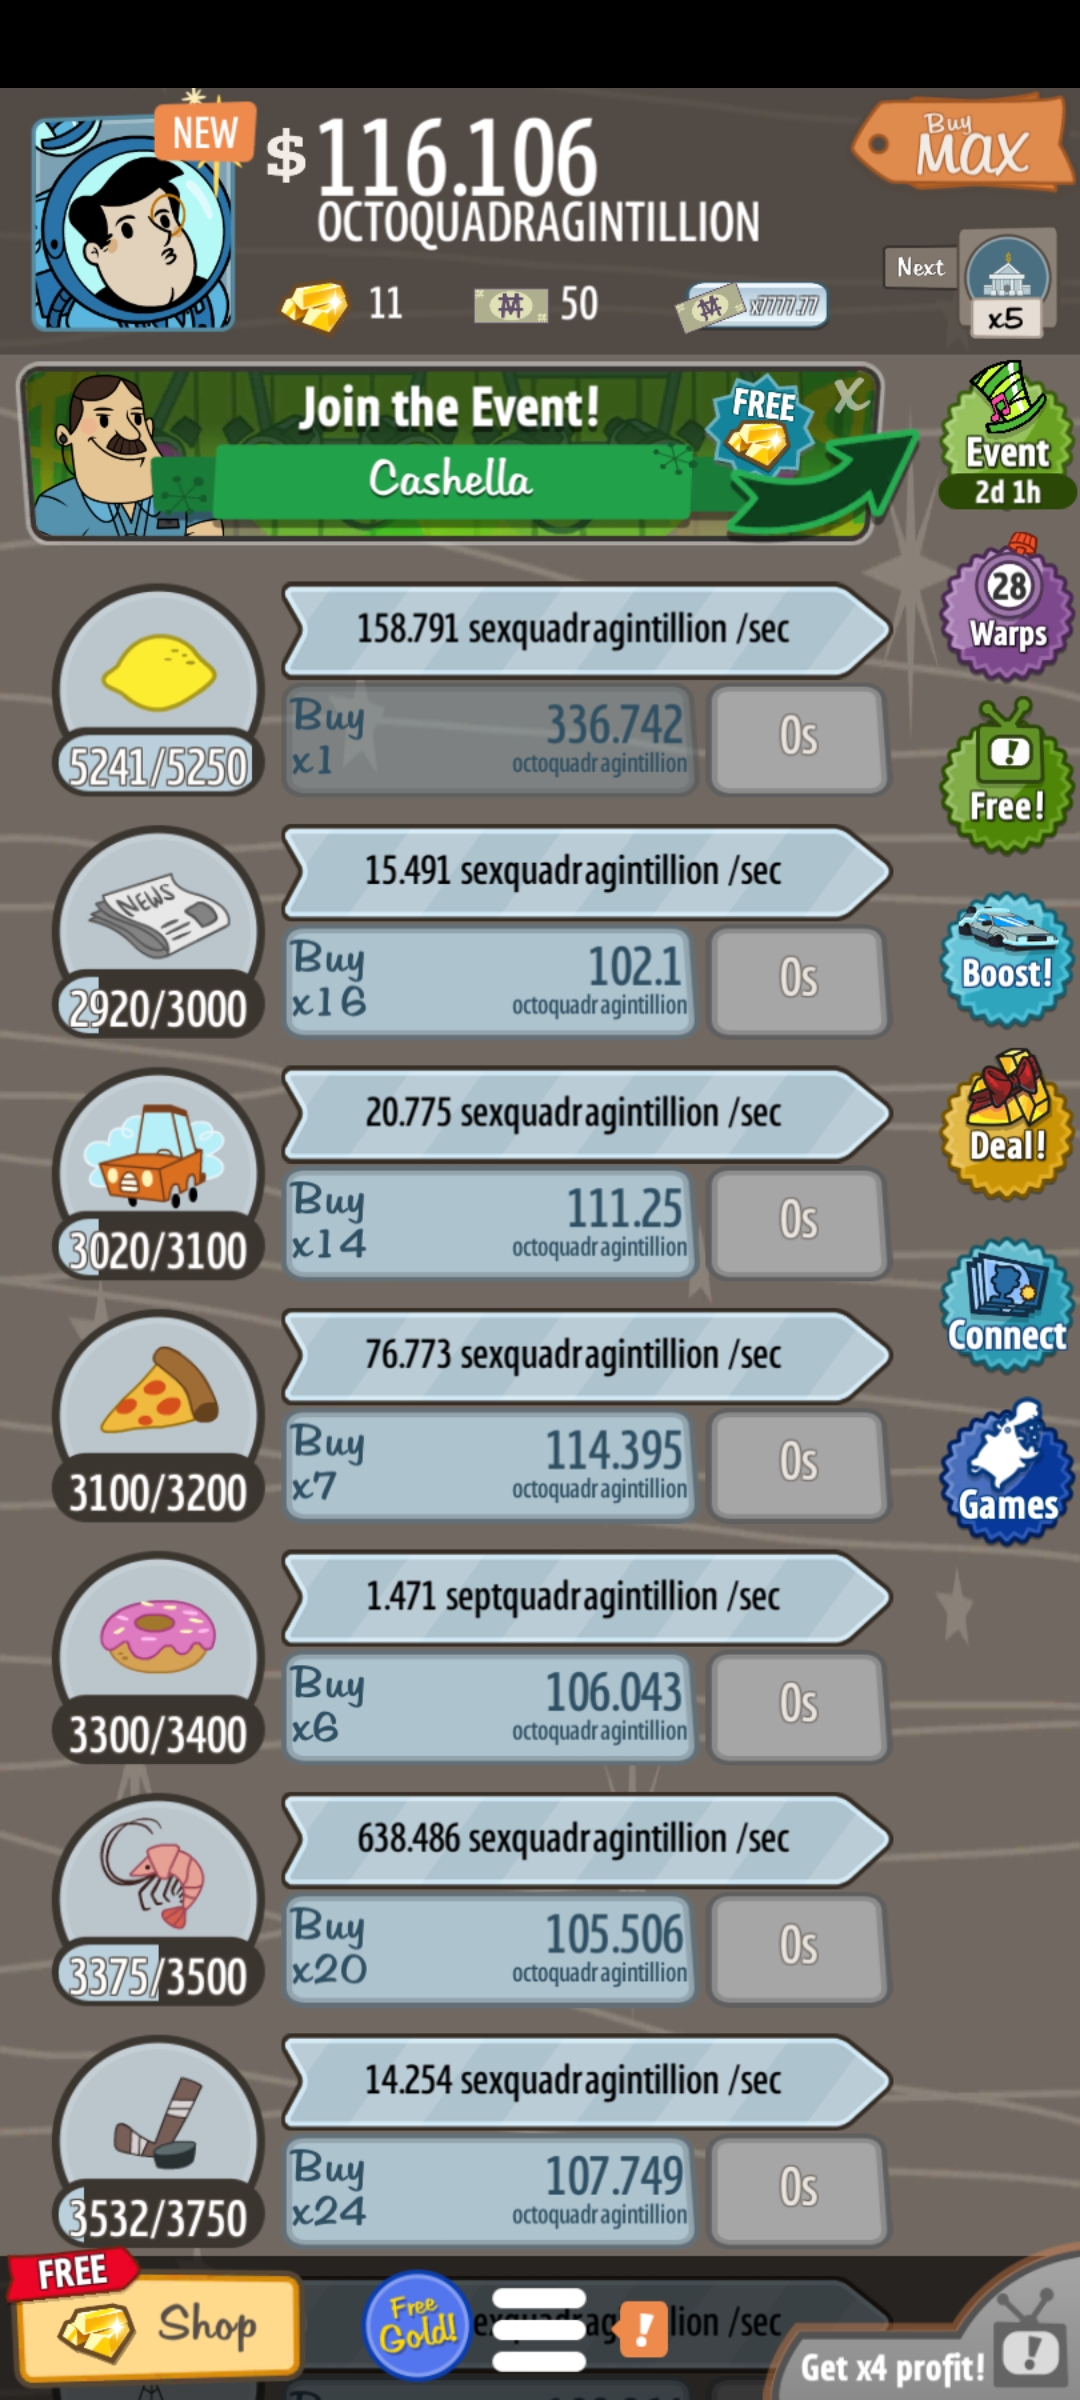 NEW
$116.106
OCTOQUADRAGINTILLION
Buy
MAX
11
50
x7777.77
Next
x5
Join the Event!
Cashella
FREE
X
Event
2d 1h
158.791 sexquadragintillion /sec
Buy
x1
336.742
octoquadragintillion
0s
5241/5250
28
Warps
Free!
NEWS
15.491 sexquadragintillion /sec
Buy
x16
102.1
octoquadragintillion
0s
2920/3000
Boost!
20.775 sexquadragintillion /sec
Buy
x14
111.25
octoquadragintillion
0s
3020/3100
Deal!
76.773 sexquadragintillion /sec
Buy
x7
114.395
octoquadragintillion
0s
3100/3200
Connect
Games
1.471 septquadragintillion /sec
Buy
x6
106.043
octoquadragintillion
0s
3300/3400
638.486 sexquadragintillion /sec
Buy
x20
105.506
octoquadragintillion
0s
3375/3500
14.254 sexquadragintillion /sec
Buy
x24
107.749
octoquadragintillion
0s
3532/3750
FREE
Shop
Free
Gold!
!
lion /sec
Get x4 profit!
!